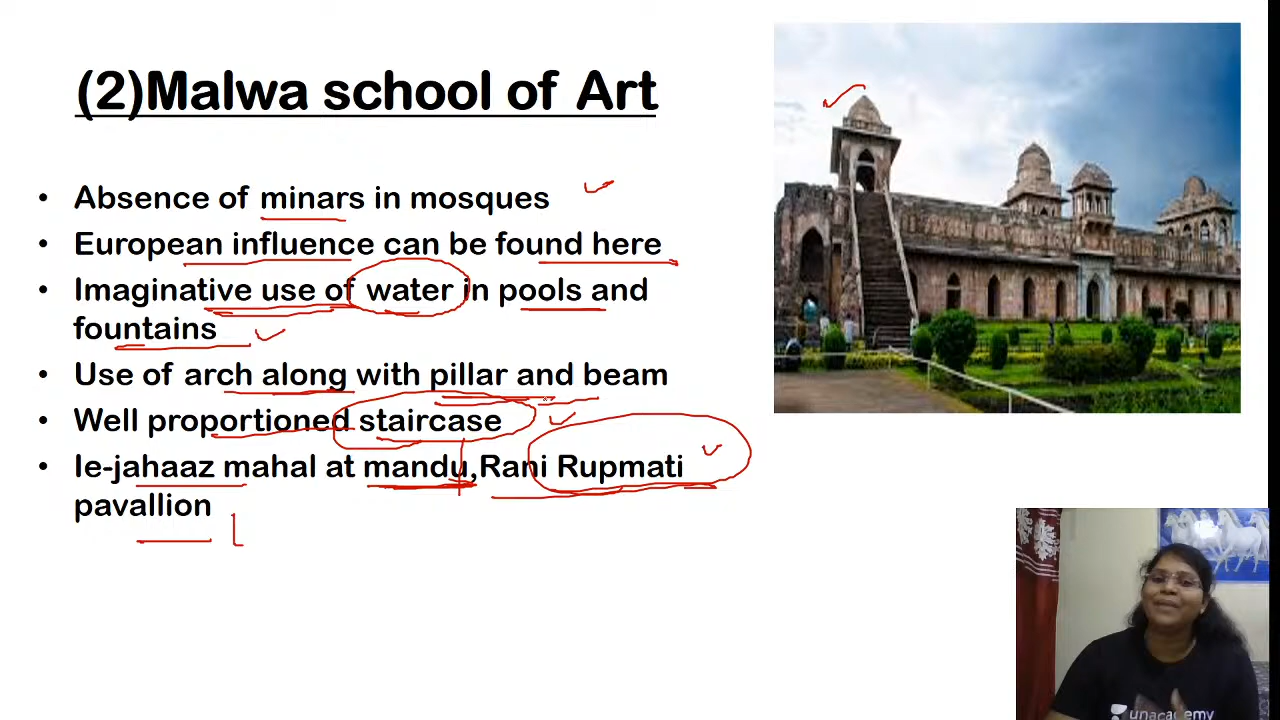 (2)Malwa school of Art
• Absence of minars in mosques
• European influence can be found here
• Imaginative use of water in pools and
fountains
• Use of arch along with pillar and beam
• Well proportioned staircase
• Ie-jahaaz mahal at mandu,Rani Rupmati
pavallion
unacademy